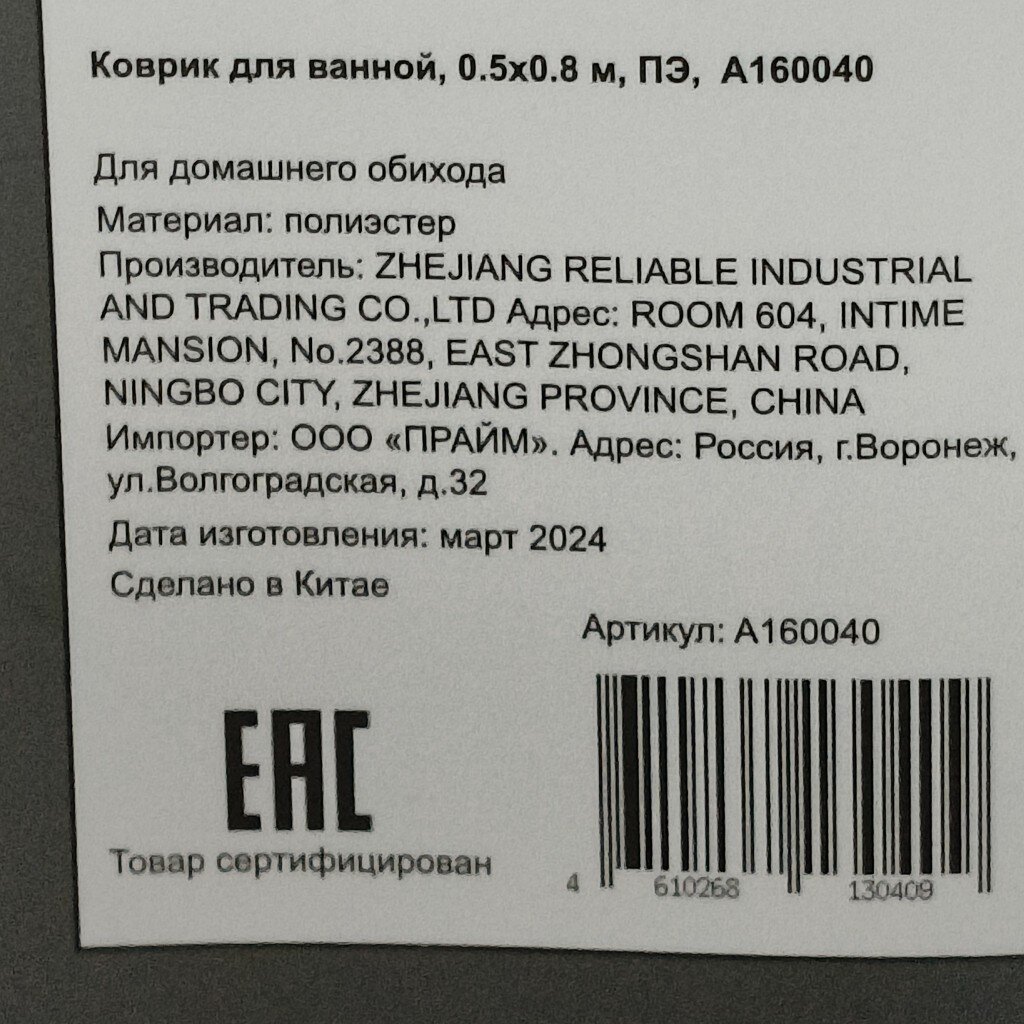 Коврик для ванной, 0.5х0.8 м, ПЭ, А160040
Для домашнего обихода
Материал: полиэстер
Производитель: ZHEJIANG RELIABLE INDUSTRIAL
AND TRADING CO.,LTD Адрес: ROOM 604, INTIME
MANSION, No.2388, EAST ZHONGSHAN ROAD,
NINGBO CITY, ZHEJIANG PROVINCE, CHINA
Импортер: ООО «ПРАЙМ». Адрес: Россия, г.Воронеж,
ул.Волгоградская, д.32
Дата изготовления: март 2024
Сделано в Китае
Артикул: А160040
EAC
Товар сертифицирован
4 610268 130409